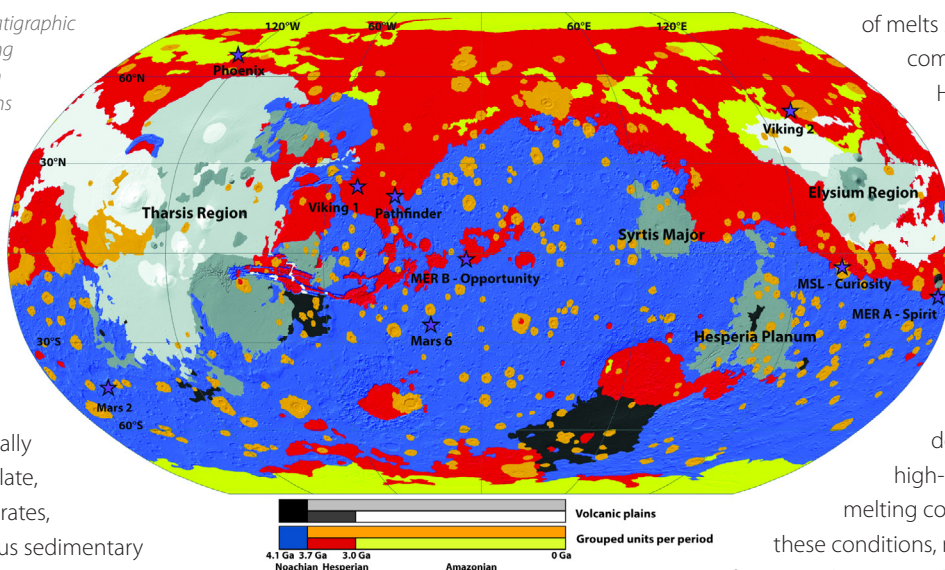 atigraphic
ng
ns
of melts
com
H
120°W
60°W
60°E
120°E
60°N
Phoenix
Viking 2
30°N
Tharsis Region
Viking 1
Pathfinder
Elysium Region
Syrtis Major
MER B - Opportunity
MSL - Curiosity
MER A - Spirit
Mars 6
30°S
Hesperia Planum
Mars 2
60°S
ally
late,
rates,
us sedimentary
d
high-
melting co
these conditions, r
Volcanic plains
Grouped units per period
4.1 Ga 3.7 Ga 3.0 Ga 0 Ga
Noachian Hesperian Amazonian